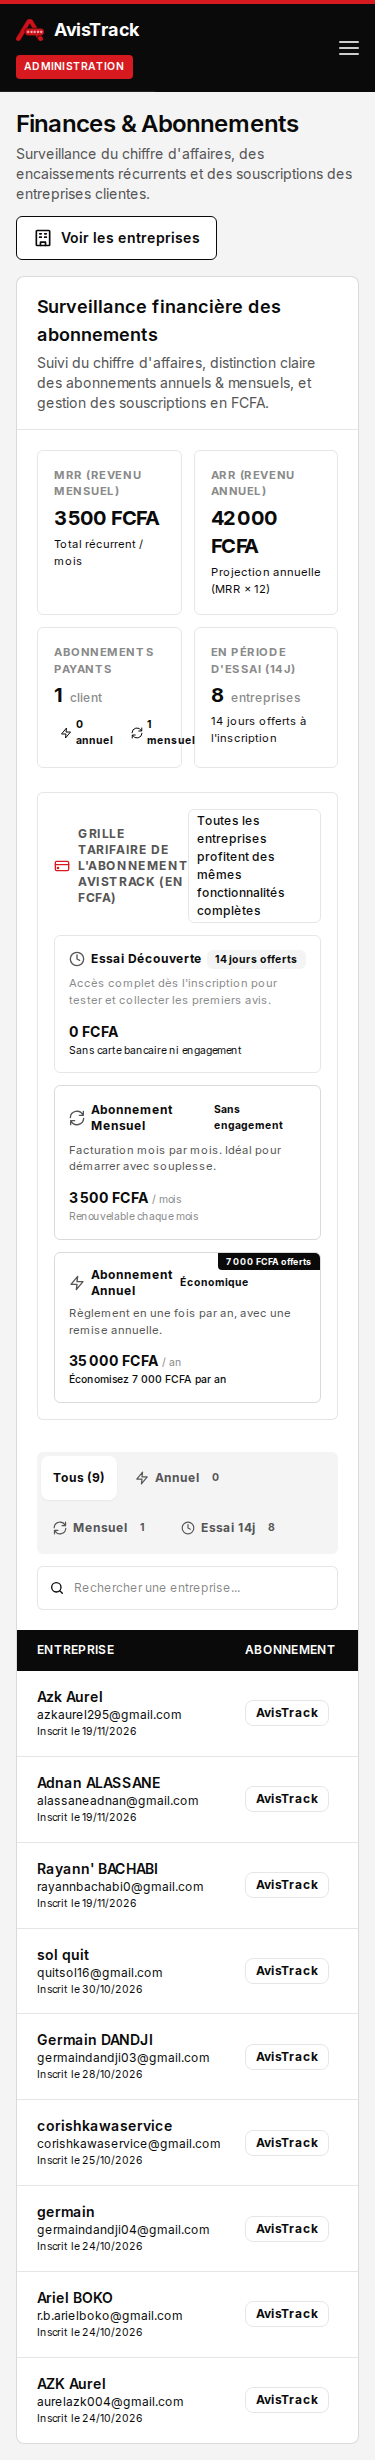 AvisTrack
ADMINISTRATION
Finances & Abonnements
Surveillance du chiffre d'affaires, des
encaissements récurrents et des souscriptions des
entreprises clientes.
Voir les entreprises
Surveillance financière des
abonnements
Suivi du chiffre d'affaires, distinction claire
des abonnements annuels & mensuels, et
gestion des souscriptions en FCFA.
MRR (REVENU
MENSUEL)
3 500 FCFA
Total récurrent /
mois
ARR (REVENU
ANNUEL)
42 000
FCFA
Projection annuelle
(MRR × 12)
ABONNEMENTS
PAYANTS
1 client
0
annuel
1
mensuel
EN PÉRIODE
D'ESSAI (14J)
8 entreprises
14 jours offerts à
l'inscription
GRILLE
TARIFAIRE DE
L'ABONNEMENT
AVISTRACK (EN
FCFA)
Toutes les
entreprises
profitent des
mêmes
fonctionnalités
complètes
Essai Découverte
14 jours offerts
Accès complet dès l'inscription pour
tester et collecter les premiers avis.
0 FCFA
Sans carte bancaire ni engagement
Abonnement
Mensuel
Sans
engagement
Facturation mois par mois. Idéal pour
démarrer avec souplesse.
3 500 FCFA / mois
Renouvelable chaque mois
7 000 FCFA offerts
Abonnement
Annuel
Économique
Règlement en une fois par an, avec une
remise annuelle.
35 000 FCFA / an
Économisez 7 000 FCFA par an
Tous (9)
Annuel 0
Mensuel 1
Essai 14j 8
Rechercher une entreprise...
ENTREPRISE ABONNEMENT
Azk Aurel
azkaurel295@gmail.com
Inscrit le 19/11/2026
AvisTrack
Adnan ALASSANE
alassaneadnan@gmail.com
Inscrit le 19/11/2026
AvisTrack
Rayann' BACHABI
rayannbachabi0@gmail.com
Inscrit le 19/11/2026
AvisTrack
sol quit
quitsol16@gmail.com
Inscrit le 30/10/2026
AvisTrack
Germain DANDJI
germaindandji03@gmail.com
Inscrit le 28/10/2026
AvisTrack
corishkawaservice
corishkawaservice@gmail.com
Inscrit le 25/10/2026
AvisTrack
germain
germaindandji04@gmail.com
Inscrit le 24/10/2026
AvisTrack
Ariel BOKO
r.b.arielboko@gmail.com
Inscrit le 24/10/2026
AvisTrack
AZK Aurel
aurelazk004@gmail.com
Inscrit le 24/10/2026
AvisTrack